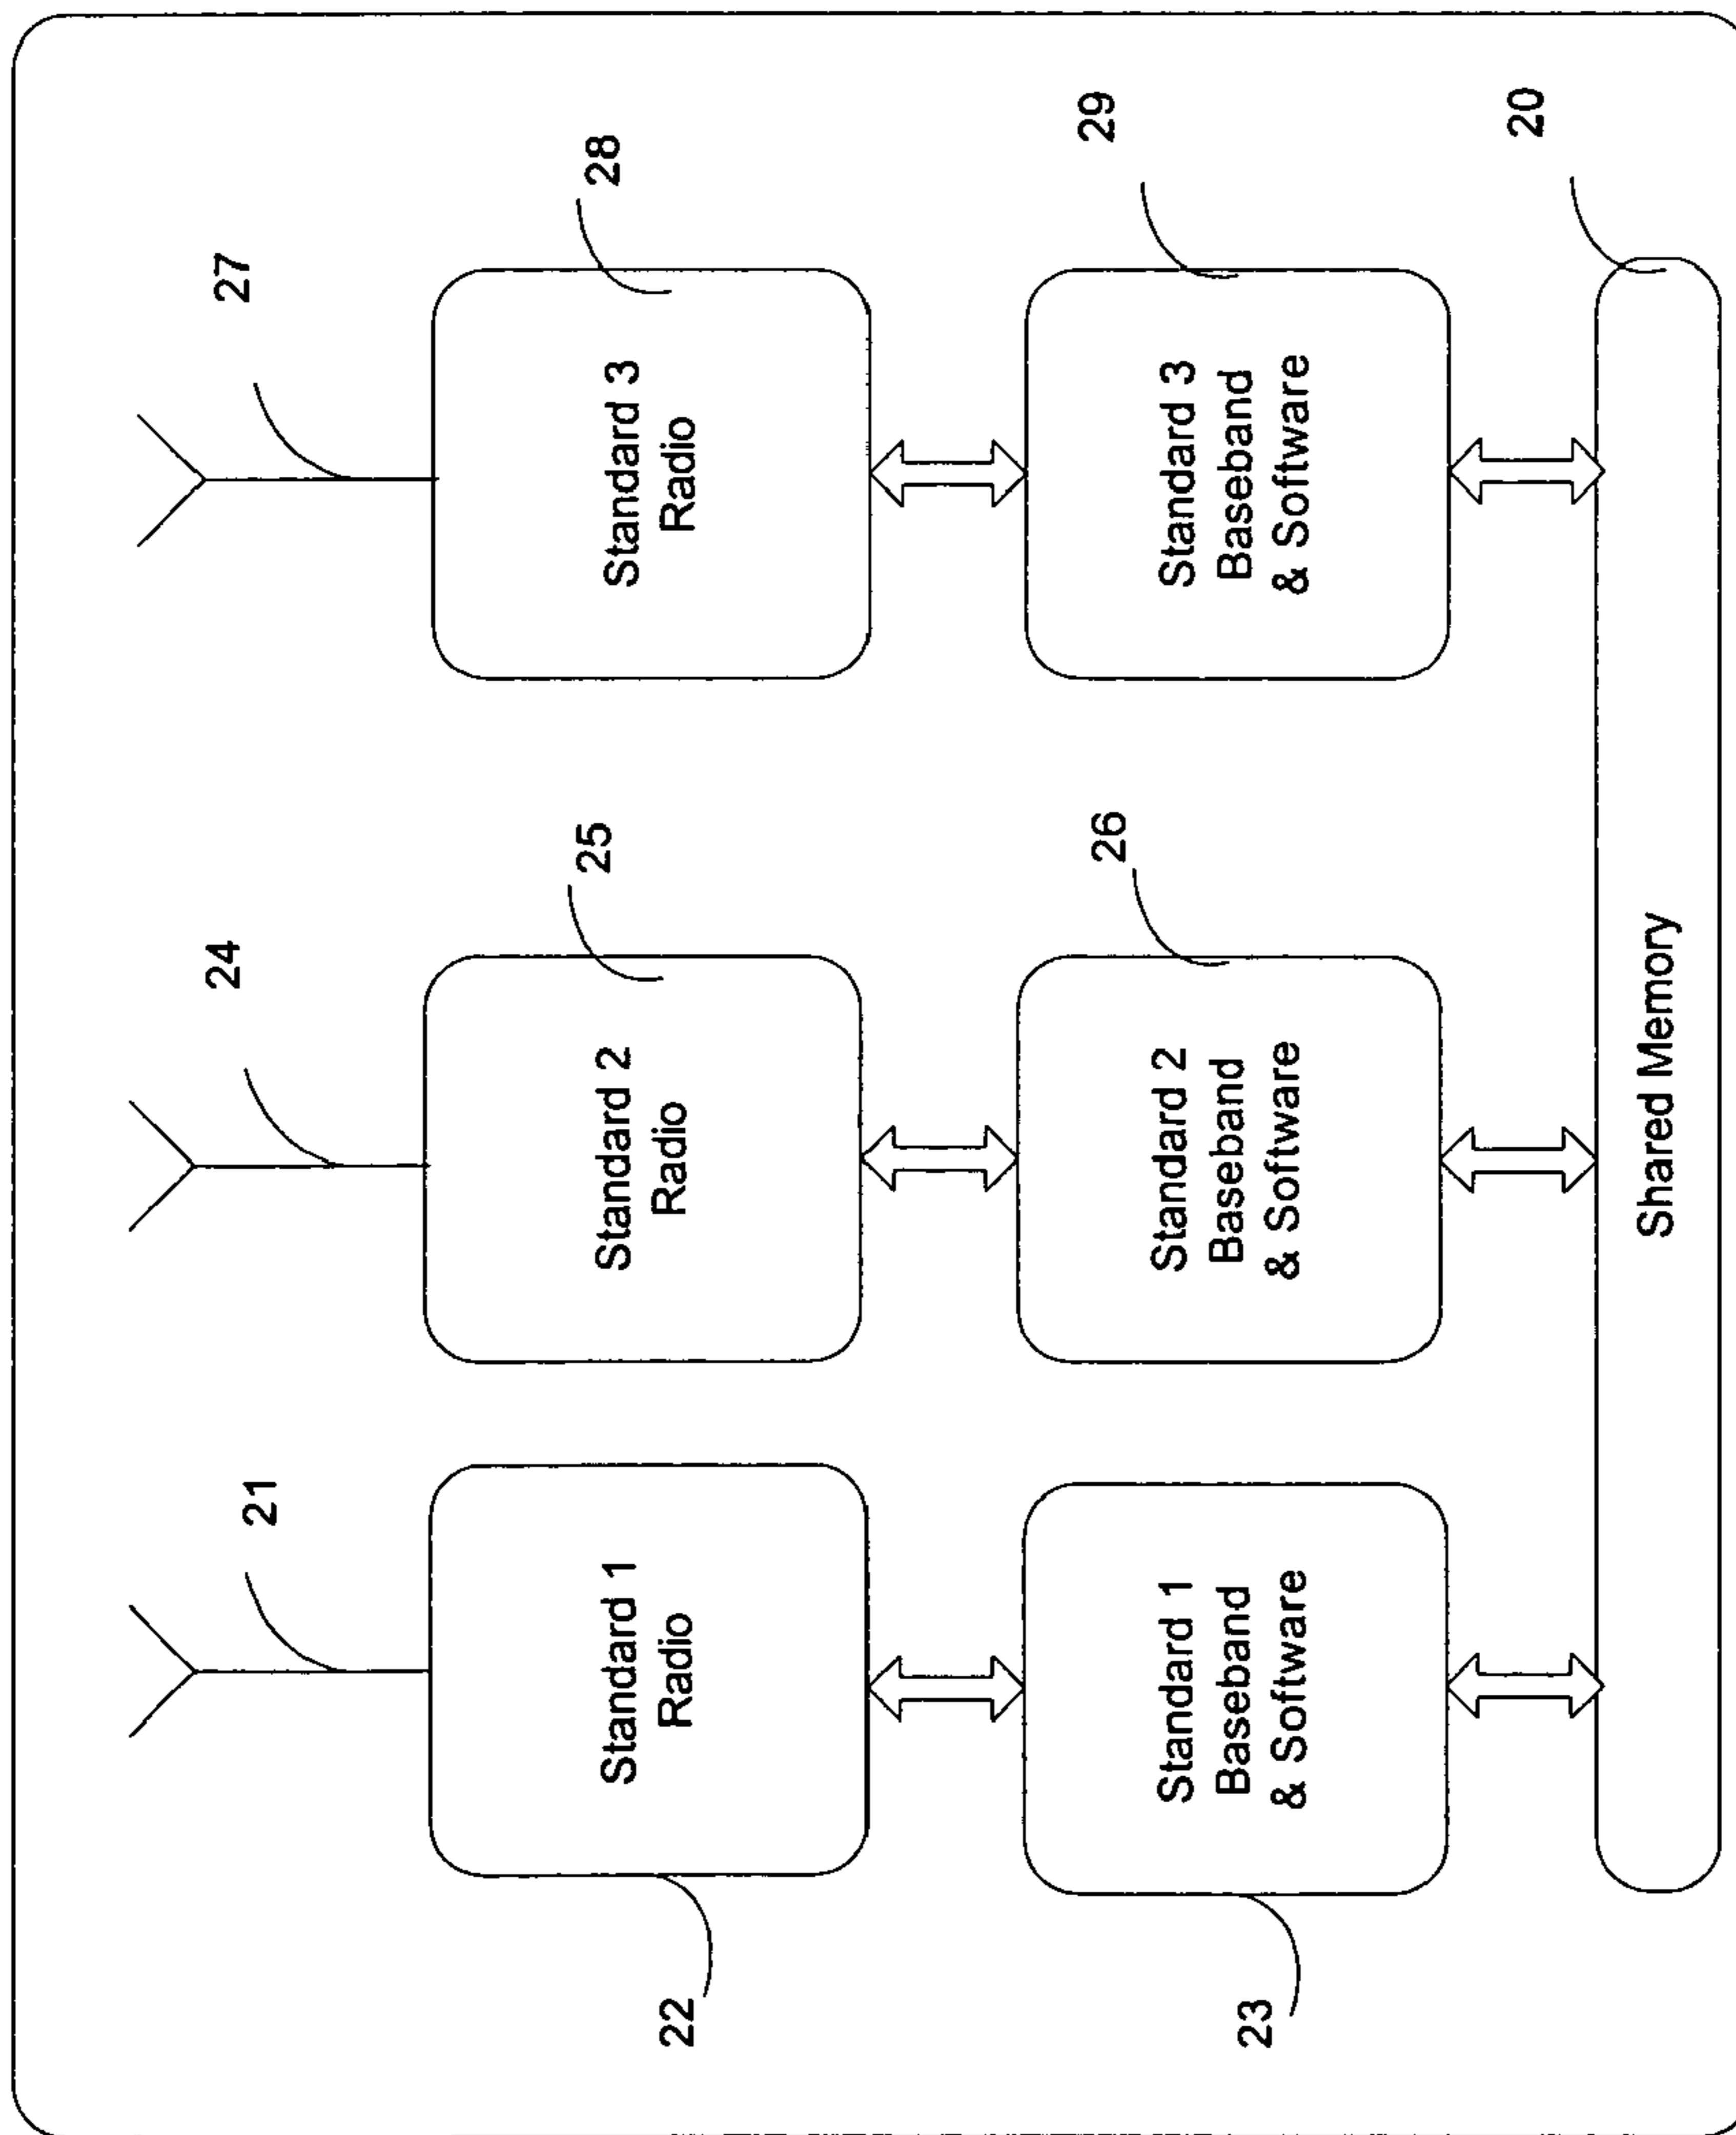 21
24
27
Standard 1
Radio
22
Standard 2
Radio
25
Standard 3
Radio
28
Standard 1
Baseband
& Software
23
Standard 2
Baseband
& Software
26
Standard 3
Baseband
& Software
29
20
Shared Memory